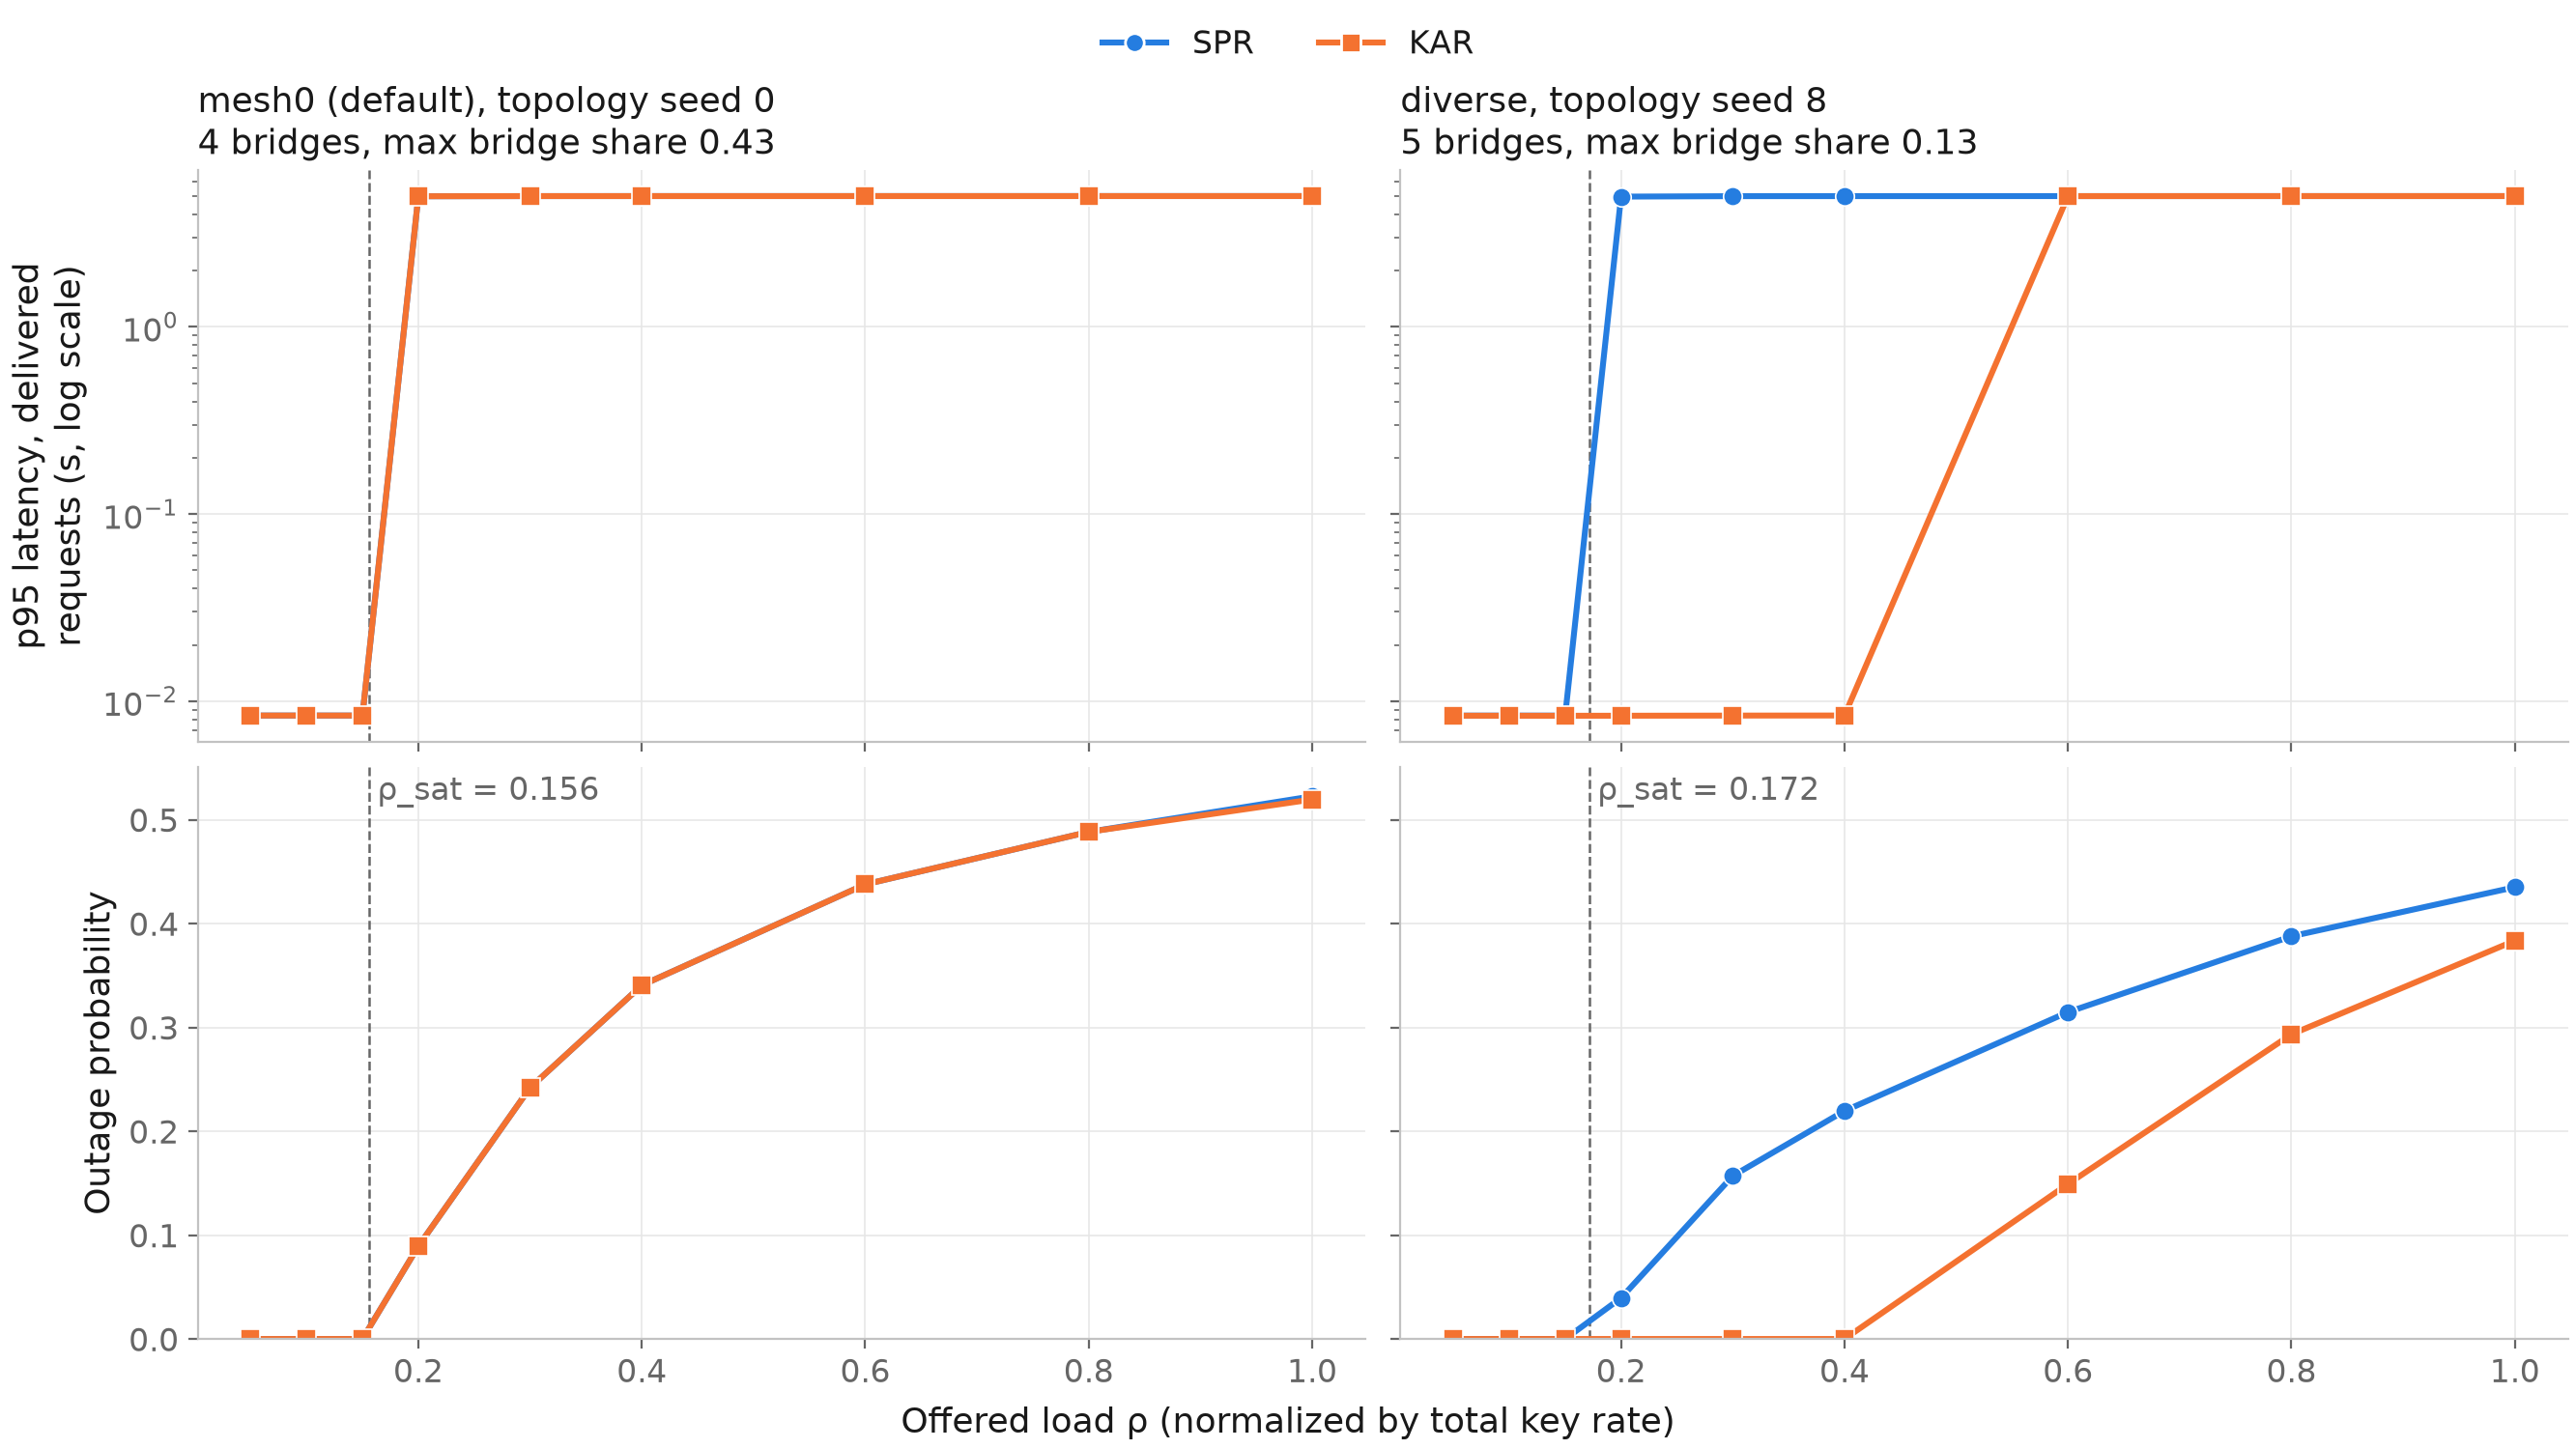 SPR
KAR
mesh0 (default), topology seed 0
4 bridges, max bridge share 0.43
diverse, topology seed 8
5 bridges, max bridge share 0.13
p95 latency, delivered
requests (s, log scale)
10⁰
10⁻¹
10⁻²
ρ_sat = 0.156
ρ_sat = 0.172
Outage probability
0.5
0.4
0.3
0.2
0.1
0.0
0.2 0.4 0.6 0.8 1.0
0.2 0.4 0.6 0.8 1.0
Offered load ρ (normalized by total key rate)